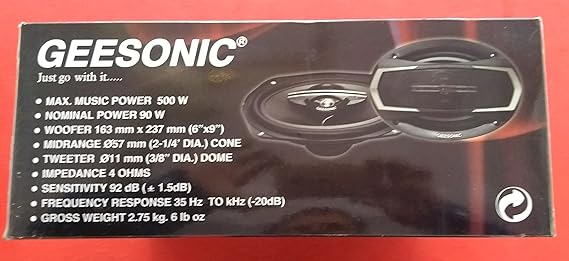 GEESONIC®
Just go with it.....
• MAX. MUSIC POWER 500 W
• NOMINAL POWER 90 W
• WOOFER 163 mm x 237 mm (6"x9")
• MIDRANGE Ø57 mm (2-1/4' DIA.) CONE
• TWEETER Ø11 mm (3/8" DIA.) DOME
• IMPEDANCE 4 OHMS
• SENSITIVITY 92 dB ( ± 1.5dB)
• FREQUENCY RESPONSE 35 Hz TO kHz (-20dB)
• GROSS WEIGHT 2.75 kg. 6 lb oz
GEESONIC